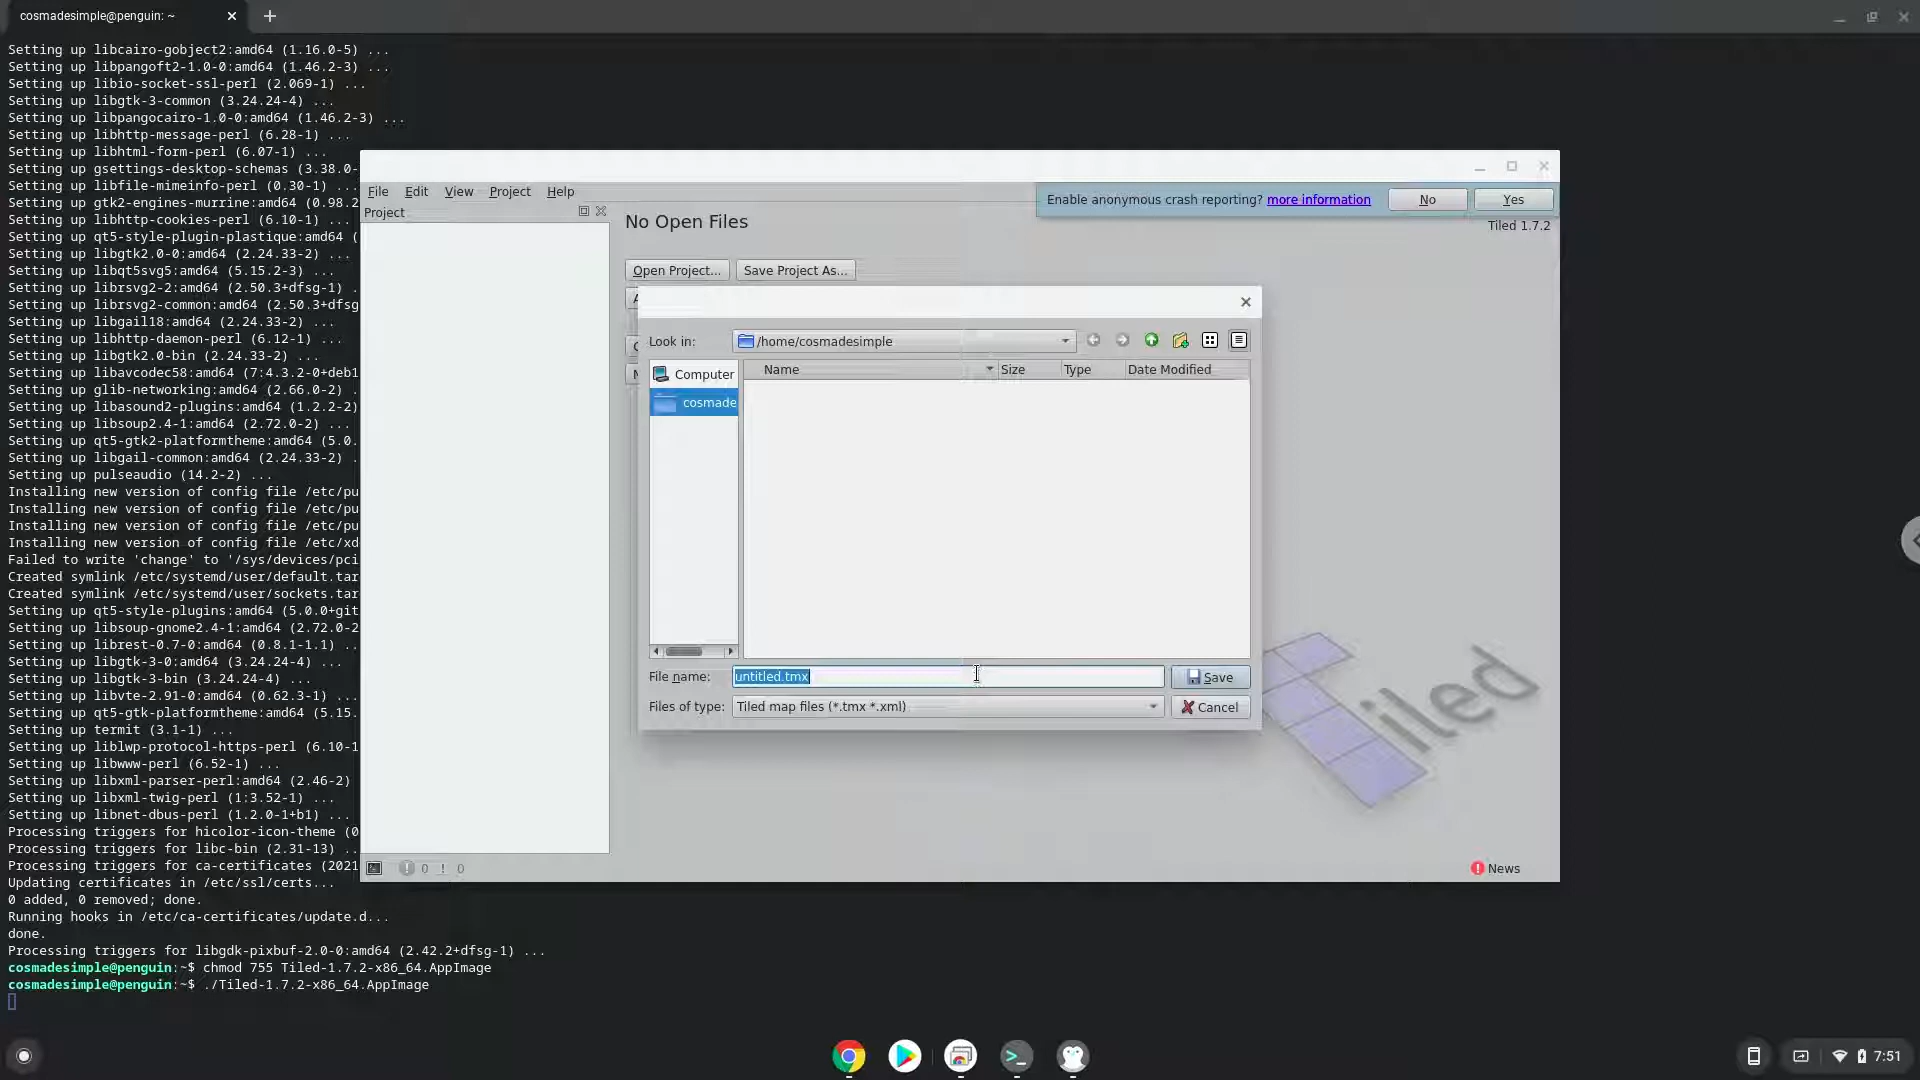 cosmadesimple@penguin: ~
Setting up libcairo-gobject2:amd64 (1.16.0-5) ...
Setting up libpangoft2-1.0-0:amd64 (1.46.2-3) ...
Setting up libio-socket-ssl-perl (2.069-1) ...
Setting up libgtk-3-common (3.24.24-4) ...
Setting up libpangocairo-1.0-0:amd64 (1.46.2-3) ...
Setting up libhttp-message-perl (6.28-1) ...
Setting up libhtml-form-perl (6.07-1) ...
Setting up gsettings-desktop-schemas (3.38.0-
Setting up libfile-mimeinfo-perl (0.30-1) ...
Setting up gtk2-engines-murrine:amd64 (0.98.2
Setting up libhttp-cookies-perl (6.10-1) ...
Setting up qt5-style-plugin-plastique:amd64 (
Setting up libgtk2.0-0:amd64 (2.24.33-2) ...
Setting up libqt5svg5:amd64 (5.15.2-3) ...
Setting up librsvg2-2:amd64 (2.50.3+dfsg-1) .
Setting up librsvg2-common:amd64 (2.50.3+dfsg
Setting up libgail18:amd64 (2.24.33-2) ...
Setting up libhttp-daemon-perl (6.12-1) ...
Setting up libgtk2.0-bin (2.24.33-2) ...
Setting up libavcodec58:amd64 (7:4.3.2-0+deb1
Setting up glib-networking:amd64 (2.66.0-2) ...
Setting up libasound2-plugins:amd64 (1.2.2-2)
Setting up libsoup2.4-1:amd64 (2.72.0-2) ...
Setting up qt5-gtk2-platformtheme:amd64 (5.0.
Setting up libgail-common:amd64 (2.24.33-2) .
Setting up pulseaudio (14.2-2) ...
Installing new version of config file /etc/pu
Installing new version of config file /etc/pu
Installing new version of config file /etc/pu
Installing new version of config file /etc/xd
Failed to write 'change' to '/sys/devices/pci
Created symlink /etc/systemd/user/default.tar
Created symlink /etc/systemd/user/sockets.tar
Setting up qt5-style-plugins:amd64 (5.0.0+git
Setting up libsoup-gnome2.4-1:amd64 (2.72.0-2
Setting up librest-0.7-0:amd64 (0.8.1-1.1) ..
Setting up libgtk-3-0:amd64 (3.24.24-4) ...
Setting up libgtk-3-bin (3.24.24-4) ...
Setting up libvte-2.91-0:amd64 (0.62.3-1) ...
Setting up qt5-gtk-platformtheme:amd64 (5.15.
Setting up termit (3.1-1) ...
Setting up liblwp-protocol-https-perl (6.10-1
Setting up libwww-perl (6.52-1) ...
Setting up libxml-parser-perl:amd64 (2.46-2)
Setting up libxml-twig-perl (1:3.52-1) ...
Setting up libnet-dbus-perl (1.2.0-1+b1) ...
Processing triggers for hicolor-icon-theme (0
Processing triggers for libc-bin (2.31-13) ..
Processing triggers for ca-certificates (2021
Updating certificates in /etc/ssl/certs...
0 added, 0 removed; done.
Running hooks in /etc/ca-certificates/update.d...
done.
Processing triggers for libgdk-pixbuf-2.0-0:amd64 (2.42.2+dfsg-1) ...
cosmadesimple@penguin:~$ chmod 755 Tiled-1.7.2-x86_64.AppImage
cosmadesimple@penguin:~$ ./Tiled-1.7.2-x86_64.AppImage
File Edit View Project Help
Enable anonymous crash reporting? more information No Yes
Project
No Open Files
Tiled 1.7.2
Open Project... Save Project As...
Look in: /home/cosmadesimple
Computer
cosmade
Name Size Type Date Modified
File name: untitled.tmx Save
Files of type: Tiled map files (*.tmx *.xml) Cancel
iled
0 ! 0
News
7:51